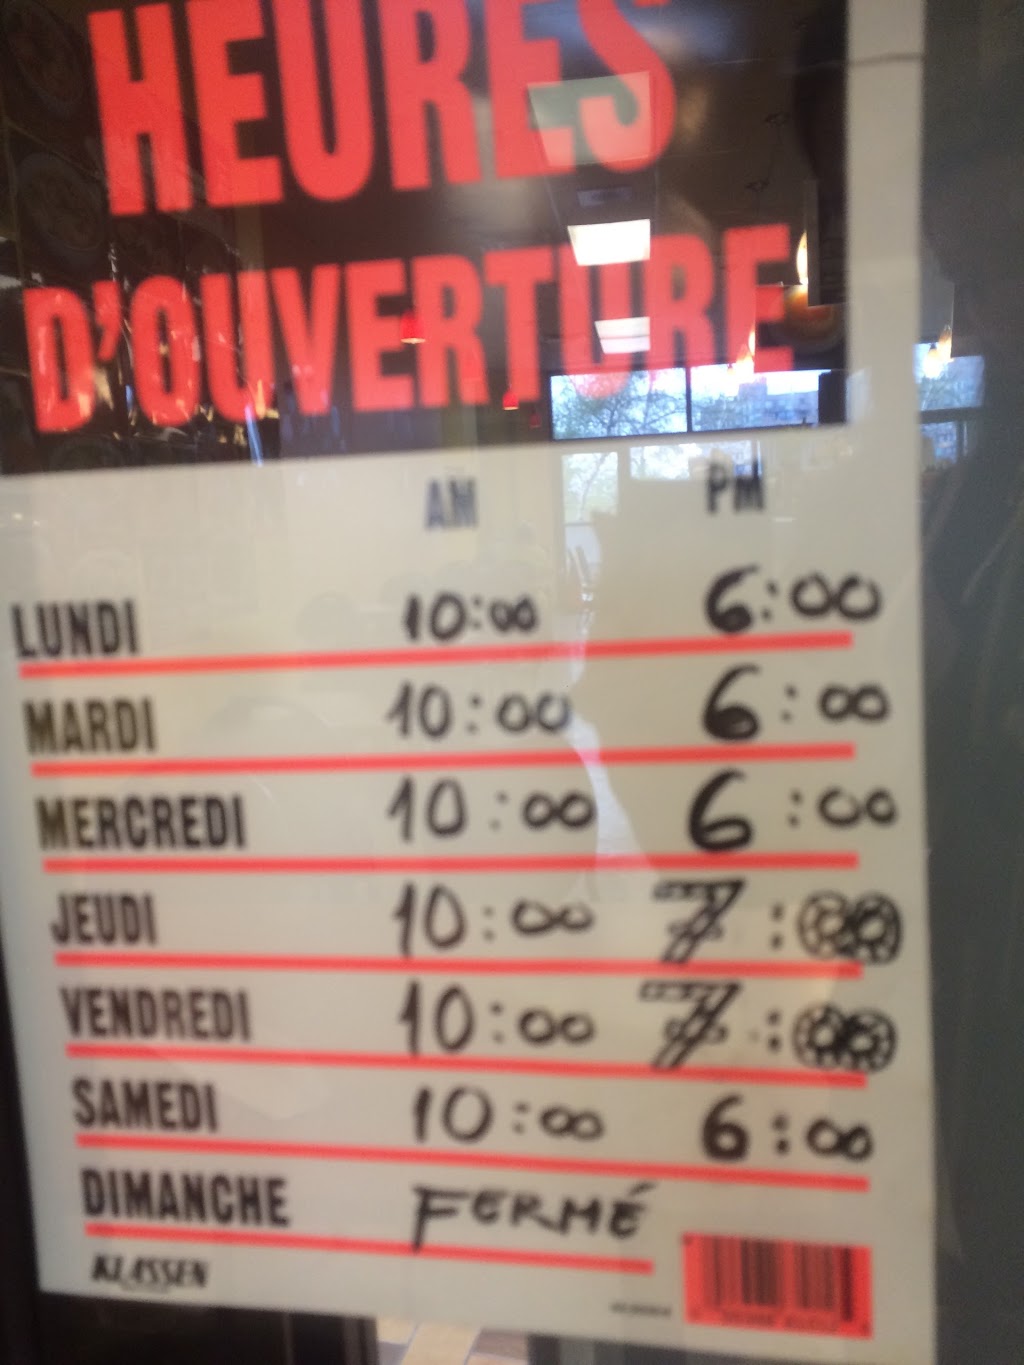 HEURES
D'OUVERTURE
AM PM
LUNDI 10:00 6:00
MARDI 10:00 6:00
MERCREDI 10:00 6:00
JEUDI 10:00 7:00
VENDREDI 10:00 7:00
SAMEDI 10:00 6:00
DIMANCHE FERMÉ
KLASSEN